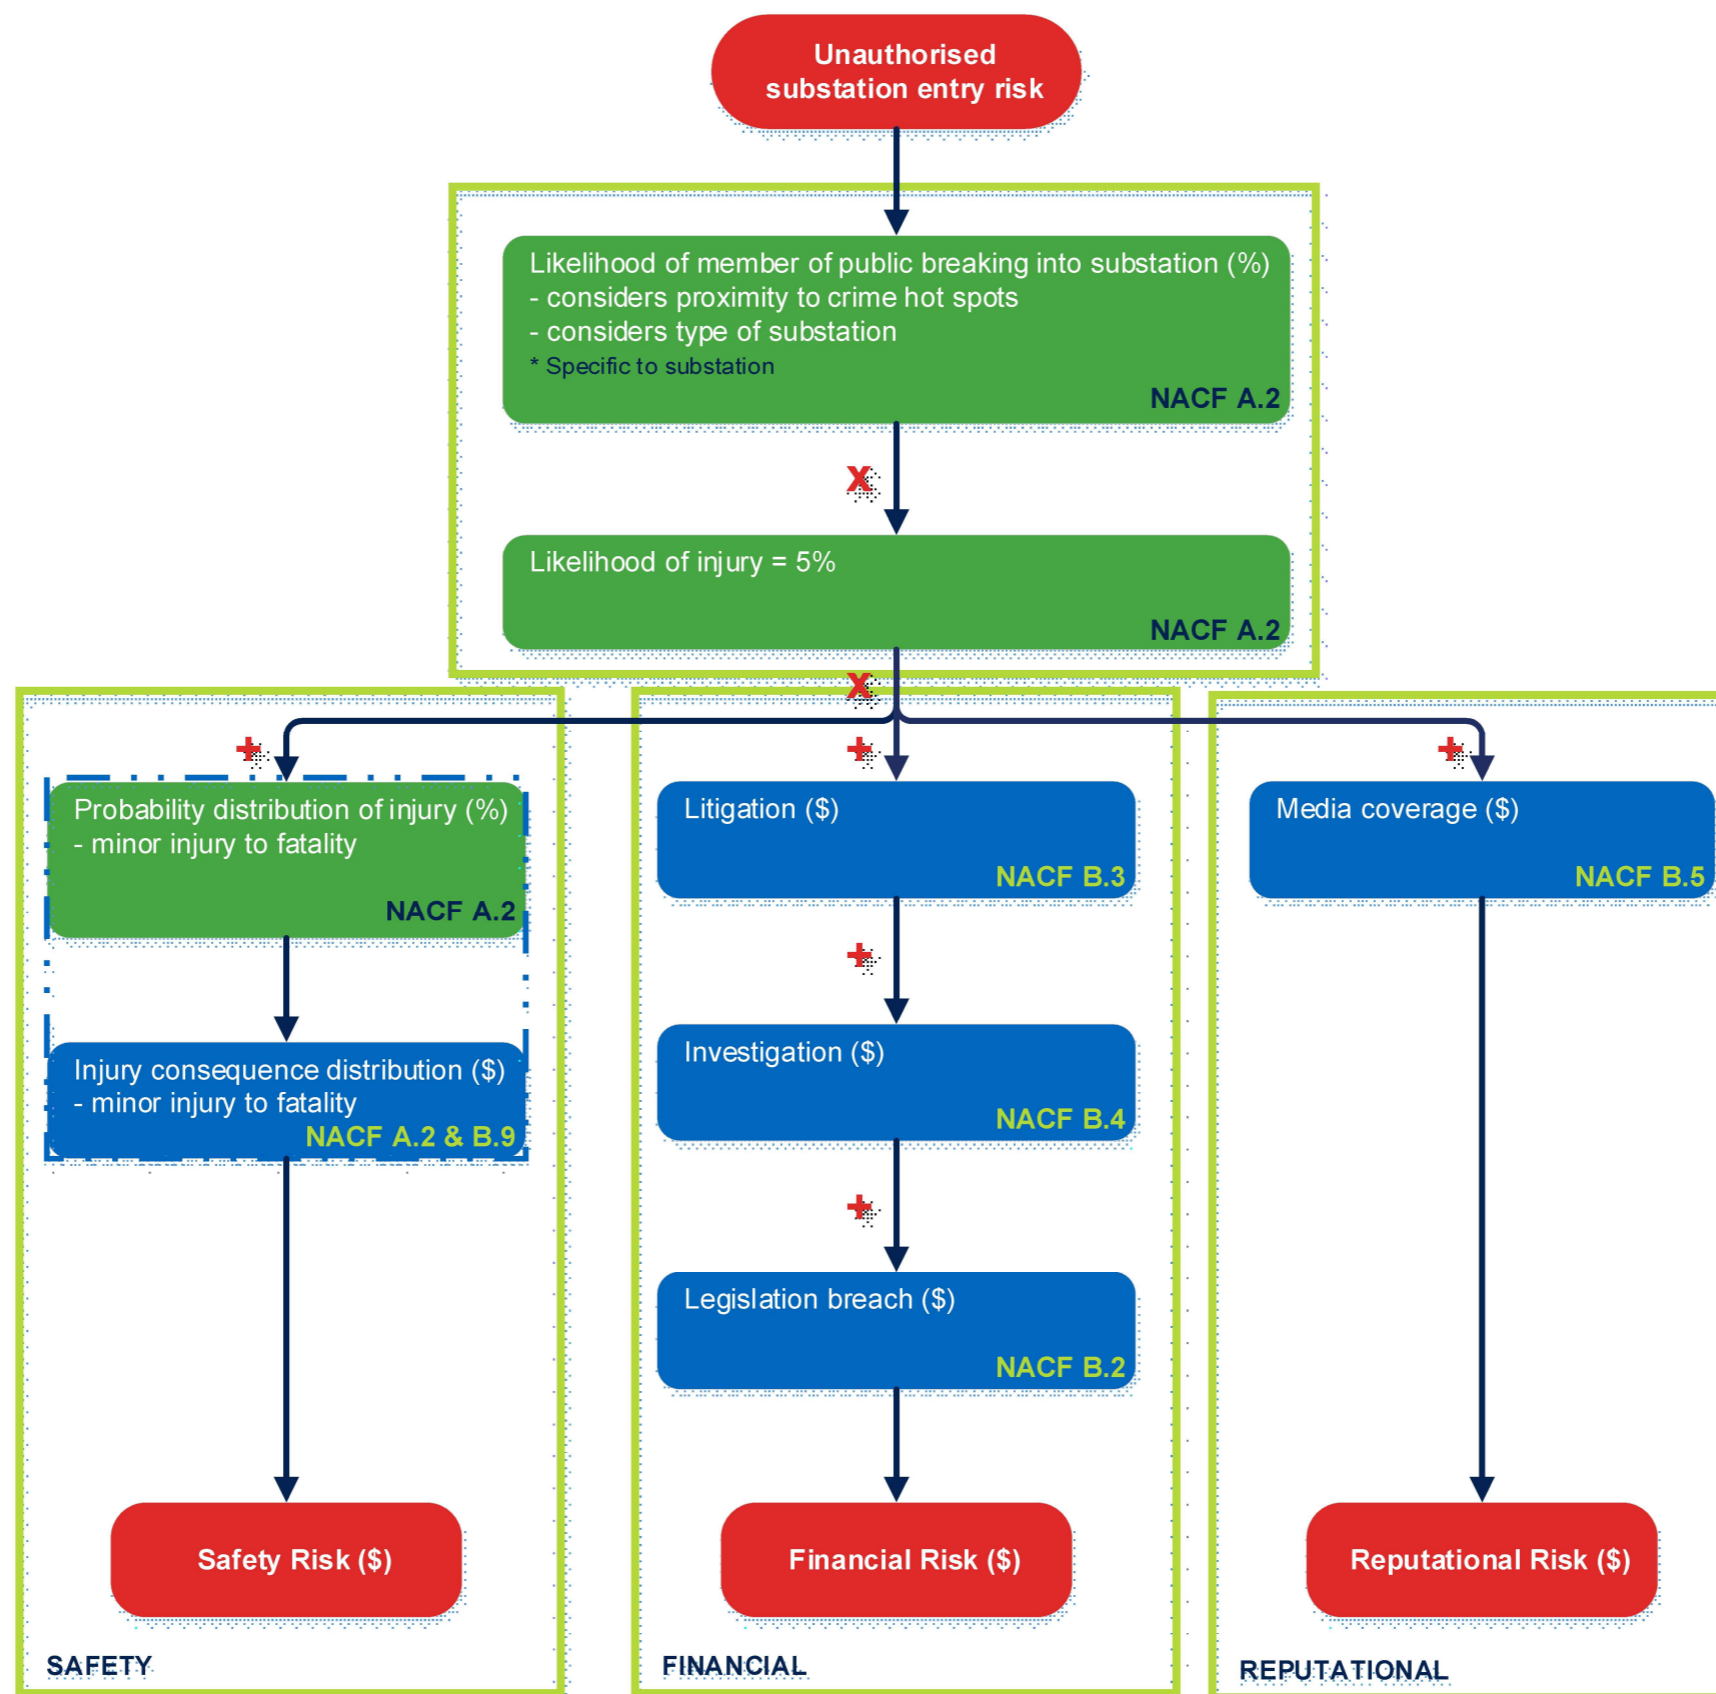 Unauthorised
substation entry risk
Likelihood of member of public breaking into substation (%)
- considers proximity to crime hot spots
- considers type of substation
* Specific to substation
NACF A.2
x
Likelihood of injury = 5%
NACF A.2
x
+
Probability distribution of injury (%)
- minor injury to fatality
NACF A.2
Injury consequence distribution ($)
- minor injury to fatality
NACF A.2 & B.9
Safety Risk ($)
SAFETY
+
Litigation ($)
NACF B.3
+
Investigation ($)
NACF B.4
+
Legislation breach ($)
NACF B.2
Financial Risk ($)
FINANCIAL
+
Media coverage ($)
NACF B.5
Reputational Risk ($)
REPUTATIONAL